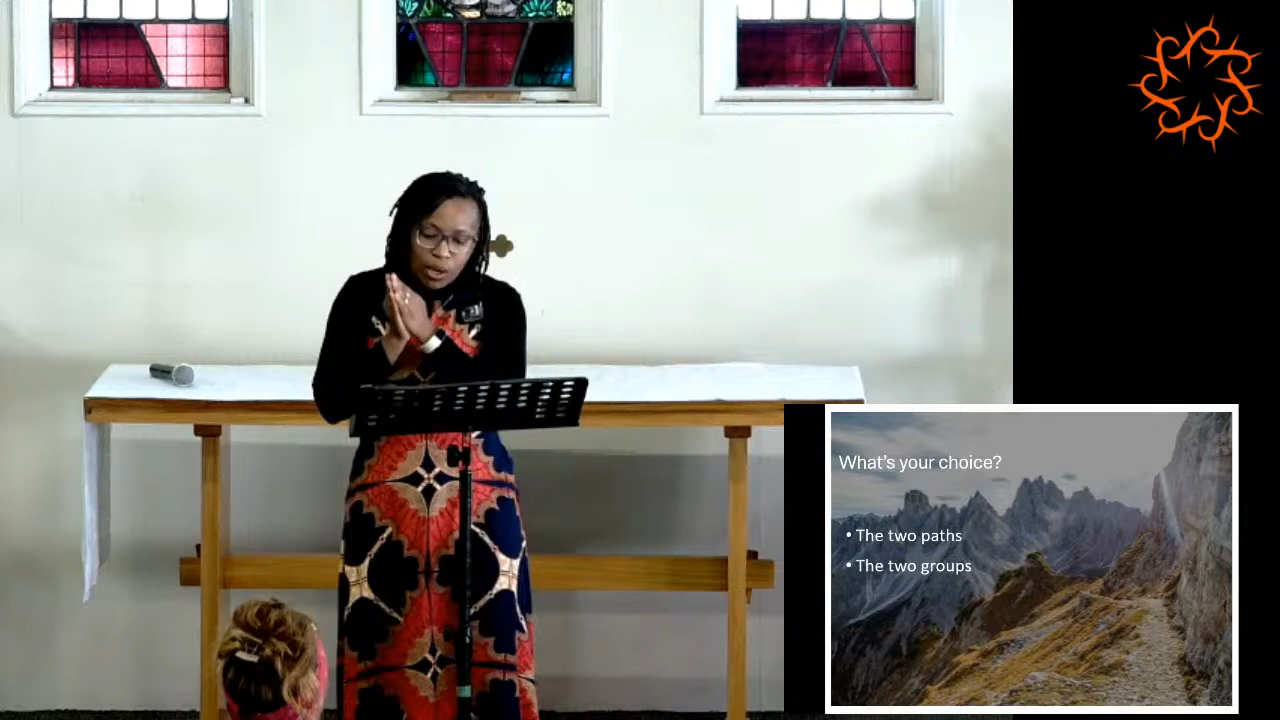 What's your choice?
• The two paths
• The two groups